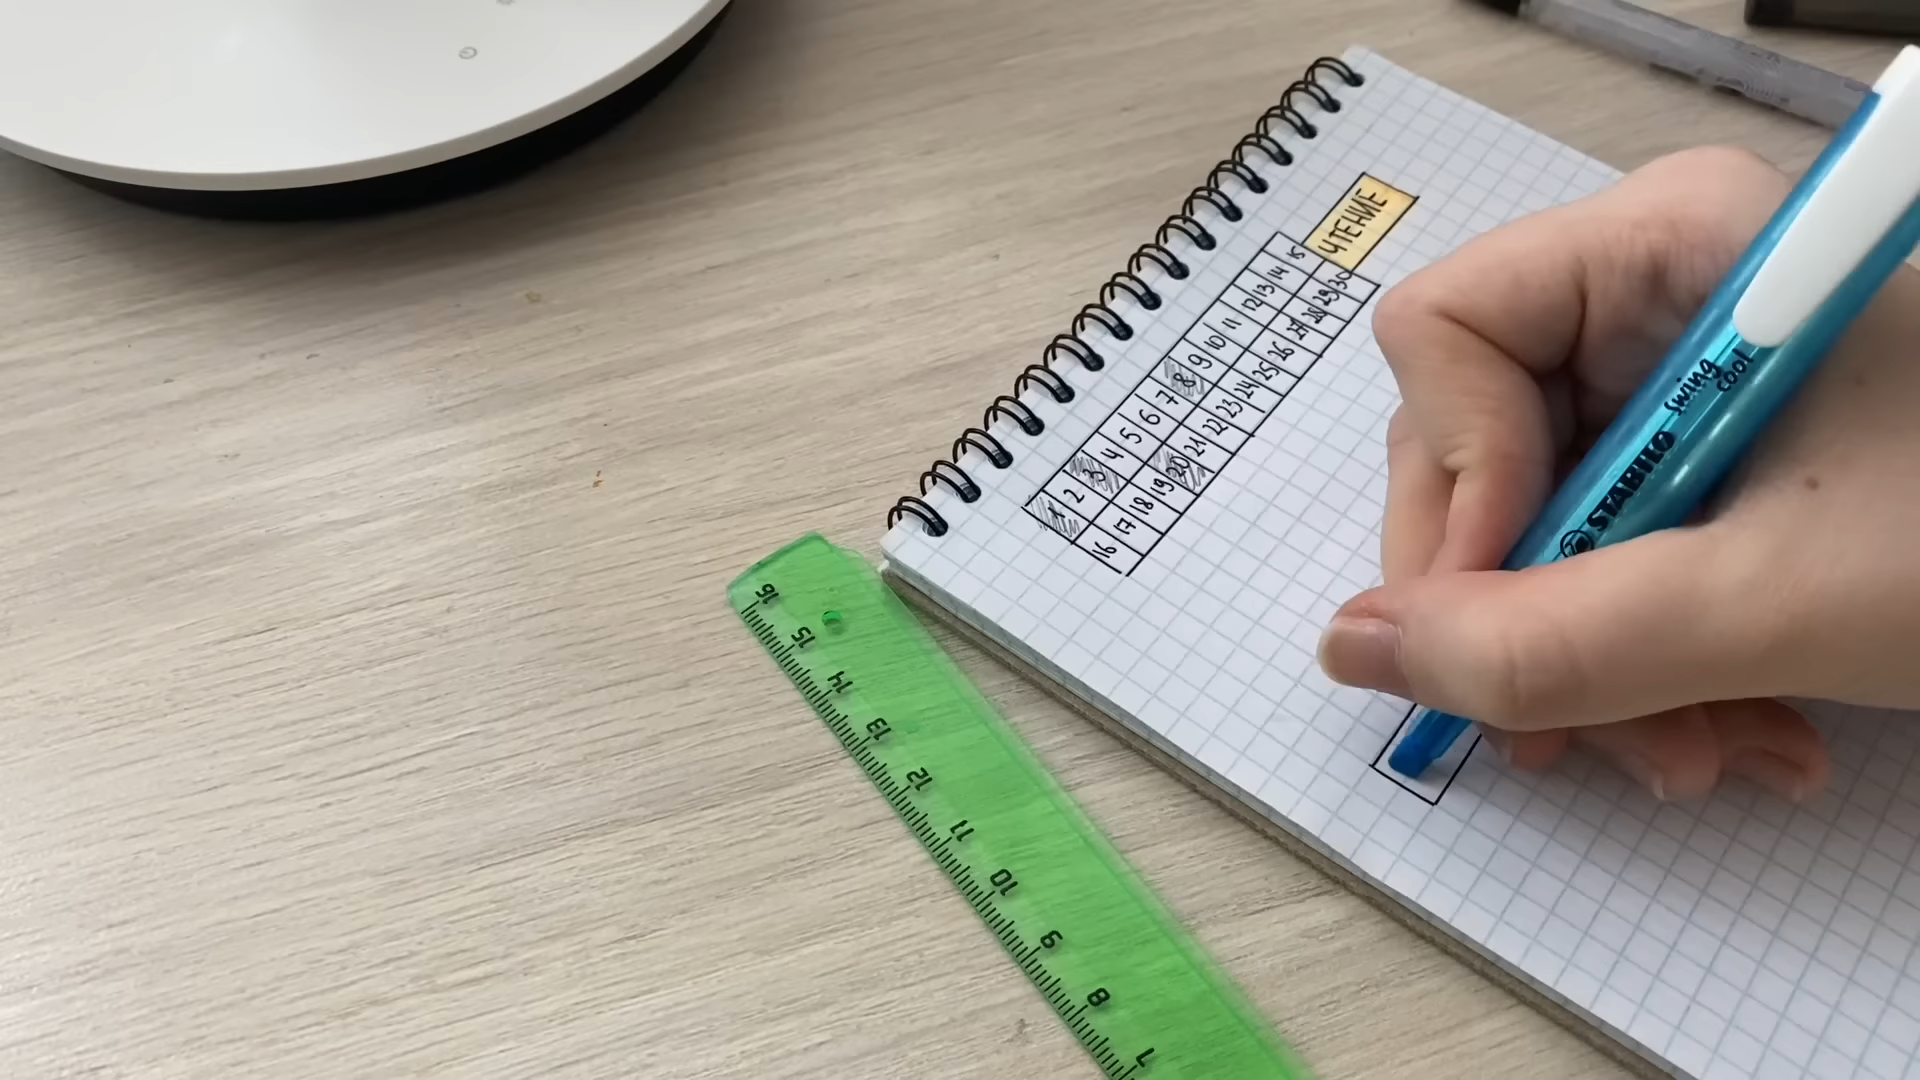 ЧТЕНИЕ
1 2 3 4 5 6 7 8 9 10 11 12 13 14 15
16 17 18 19 20 21 22 23 24 25 26 27 28 29 30
STABILO swing
cool
16 15 14 13 12 11 10 9 8 7